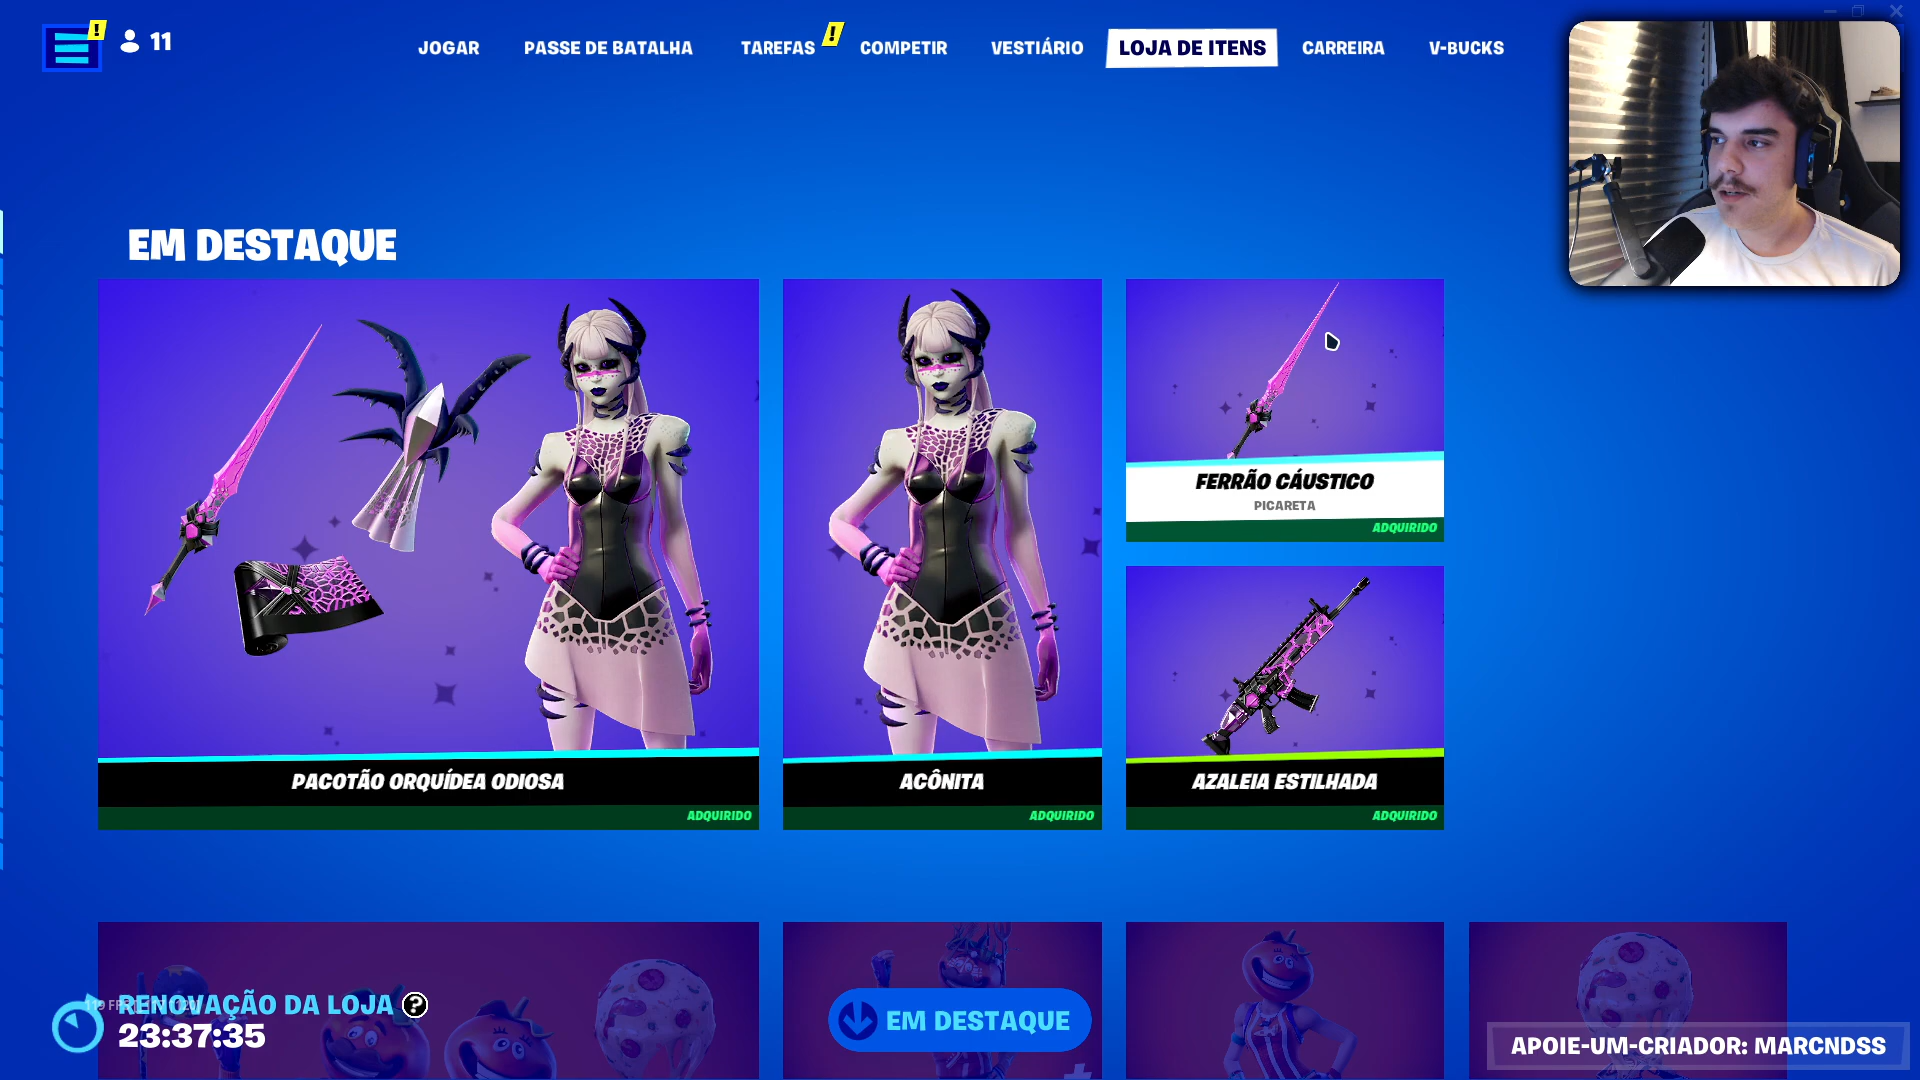 11
JOGAR
PASSE DE BATALHA
TAREFAS
!
COMPETIR
VESTIÁRIO
LOJA DE ITENS
CARREIRA
V-BUCKS
!
EM DESTAQUE
FERRÃO CÁUSTICO
PICARETA
ADQUIRIDO
PACOTÃO ORQUÍDEA ODIOSA
ADQUIRIDO
ACÔNITA
ADQUIRIDO
AZALEIA ESTILHADA
ADQUIRIDO
RENOVAÇÃO DA LOJA ?
23:37:35
EM DESTAQUE
APOIE-UM-CRIADOR: MARCNDSS